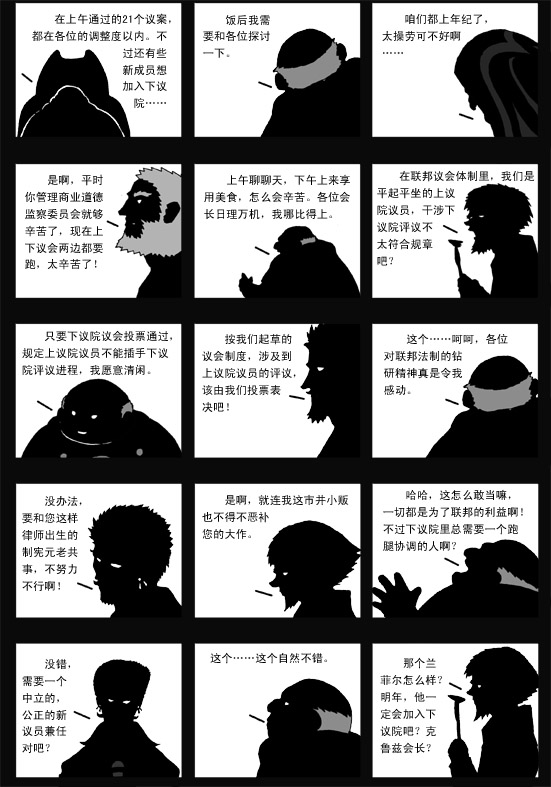 在上午通过的21个议案，
都在各位的调整度以内。不
过还有些
新成员想
加入下议
院……
饭后我需
要和各位探讨
一下。
咱们都上年纪了，
太操劳可不好啊
……
是啊，平时
你管理商业道德
监察委员会就够
辛苦了，现在上
下议会两边都要
跑，太辛苦了！
上午聊聊天，下午上来享
用美食，怎么会辛苦。各位会
长日理万机，我哪比得上。
在联邦议会体制里，我们是
平起平坐的上议
院议员，干涉下
议院评议不
太符合规章
吧？
只要下议院议会投票通过，
规定上议院议员不能插手下议
院评议进程，我愿意清闲。
按我们起草的
议会制度，涉及到
上议院议员的评议，
该由我们投票表
决吧！
这个……呵呵，各位
对联邦法制的钻
研精神真是令我
感动。
没办法，
要和您这样
律师出生的
制宪元老共
事，不努力
不行啊！
是啊，就连我这市井小贩
也不得不恶补
您的大作。
哈哈，这怎么敢当嘛，
一切都是为了联邦的利益啊！
不过下议院里总需要一个跑
腿协调的人啊？
没错，
需要一个
中立的，
公正的新
议员兼任
对吧？
这个……这个自然不错。
那个兰
菲尔怎么样？
明年，他一
定会加入下
议院吧？克
鲁兹会长？